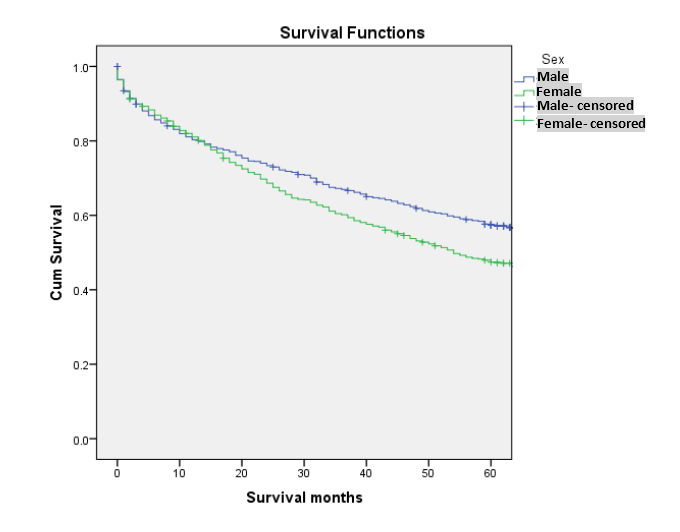 Survival Functions
Sex
Male
Female
Male- censored
Female- censored
1.0
0.8
0.6
0.4
0.2
0.0
Cum Survival
0 10 20 30 40 50 60
Survival months